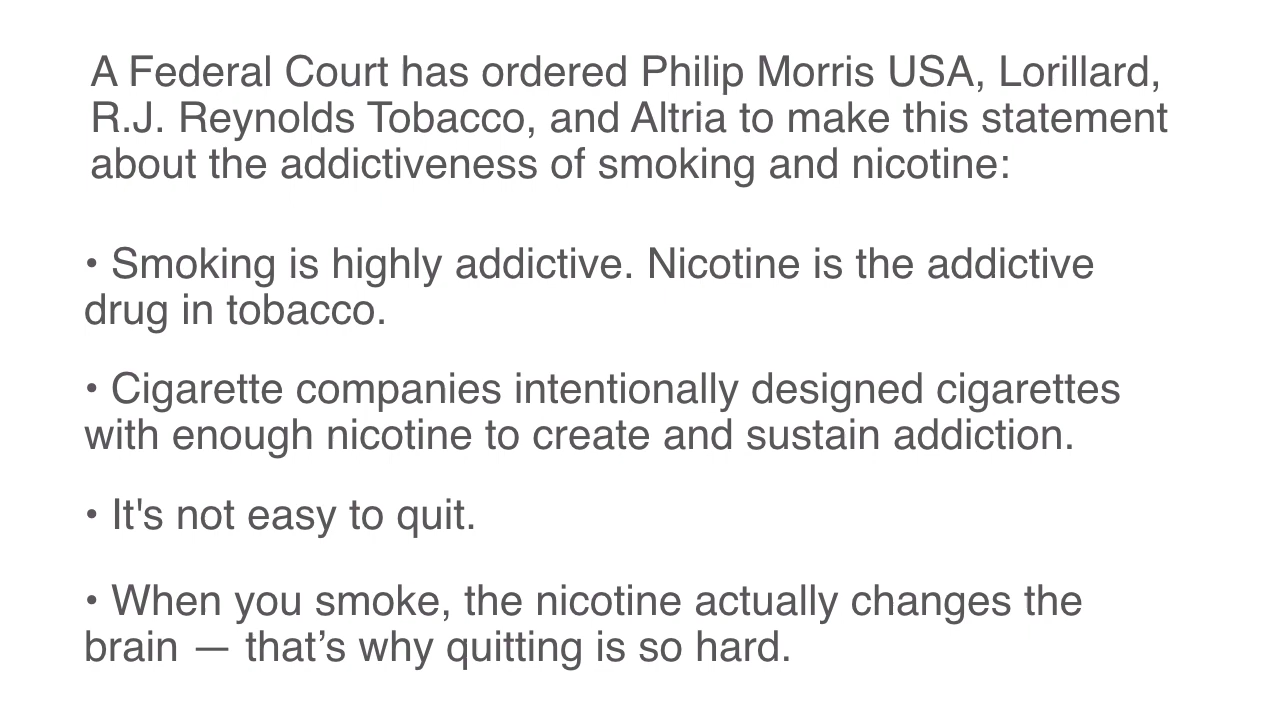 A Federal Court has ordered Philip Morris USA, Lorillard,
R.J. Reynolds Tobacco, and Altria to make this statement
about the addictiveness of smoking and nicotine:
• Smoking is highly addictive. Nicotine is the addictive
drug in tobacco.
• Cigarette companies intentionally designed cigarettes
with enough nicotine to create and sustain addiction.
• It's not easy to quit.
• When you smoke, the nicotine actually changes the
brain — that’s why quitting is so hard.